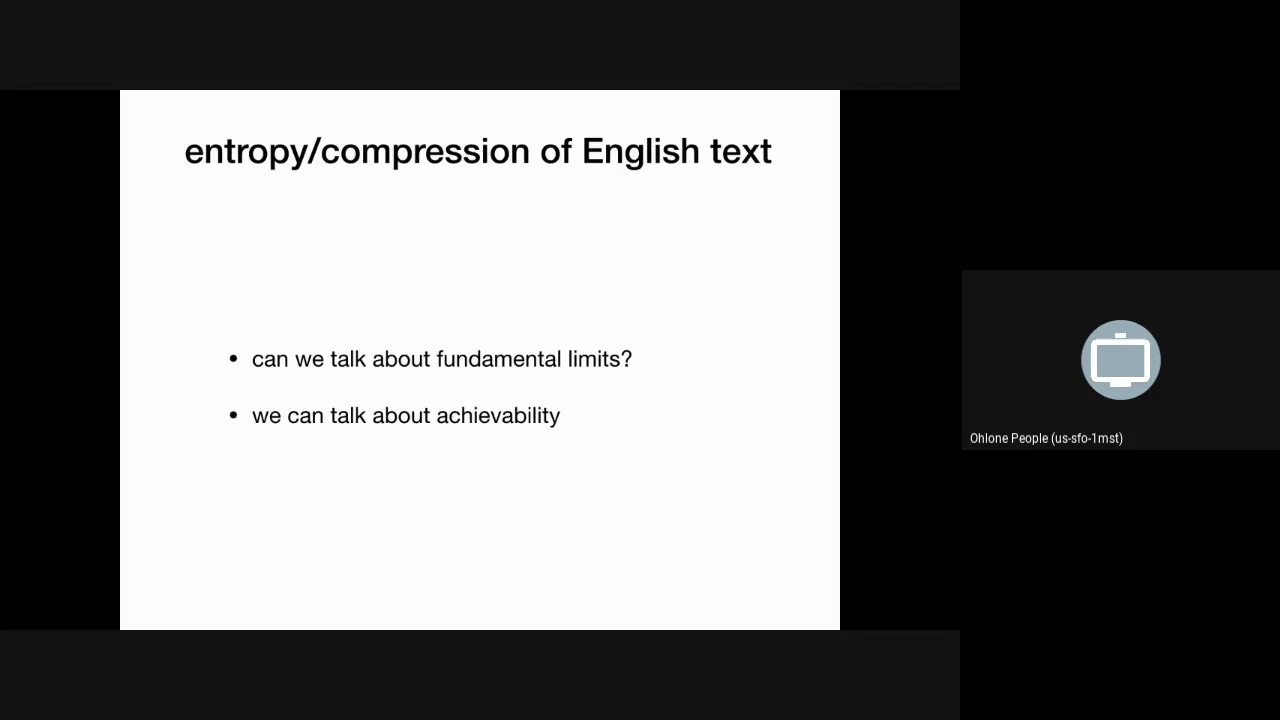 entropy/compression of English text
• can we talk about fundamental limits?
• we can talk about achievability
Ohlone People (us-sfo-1mst)